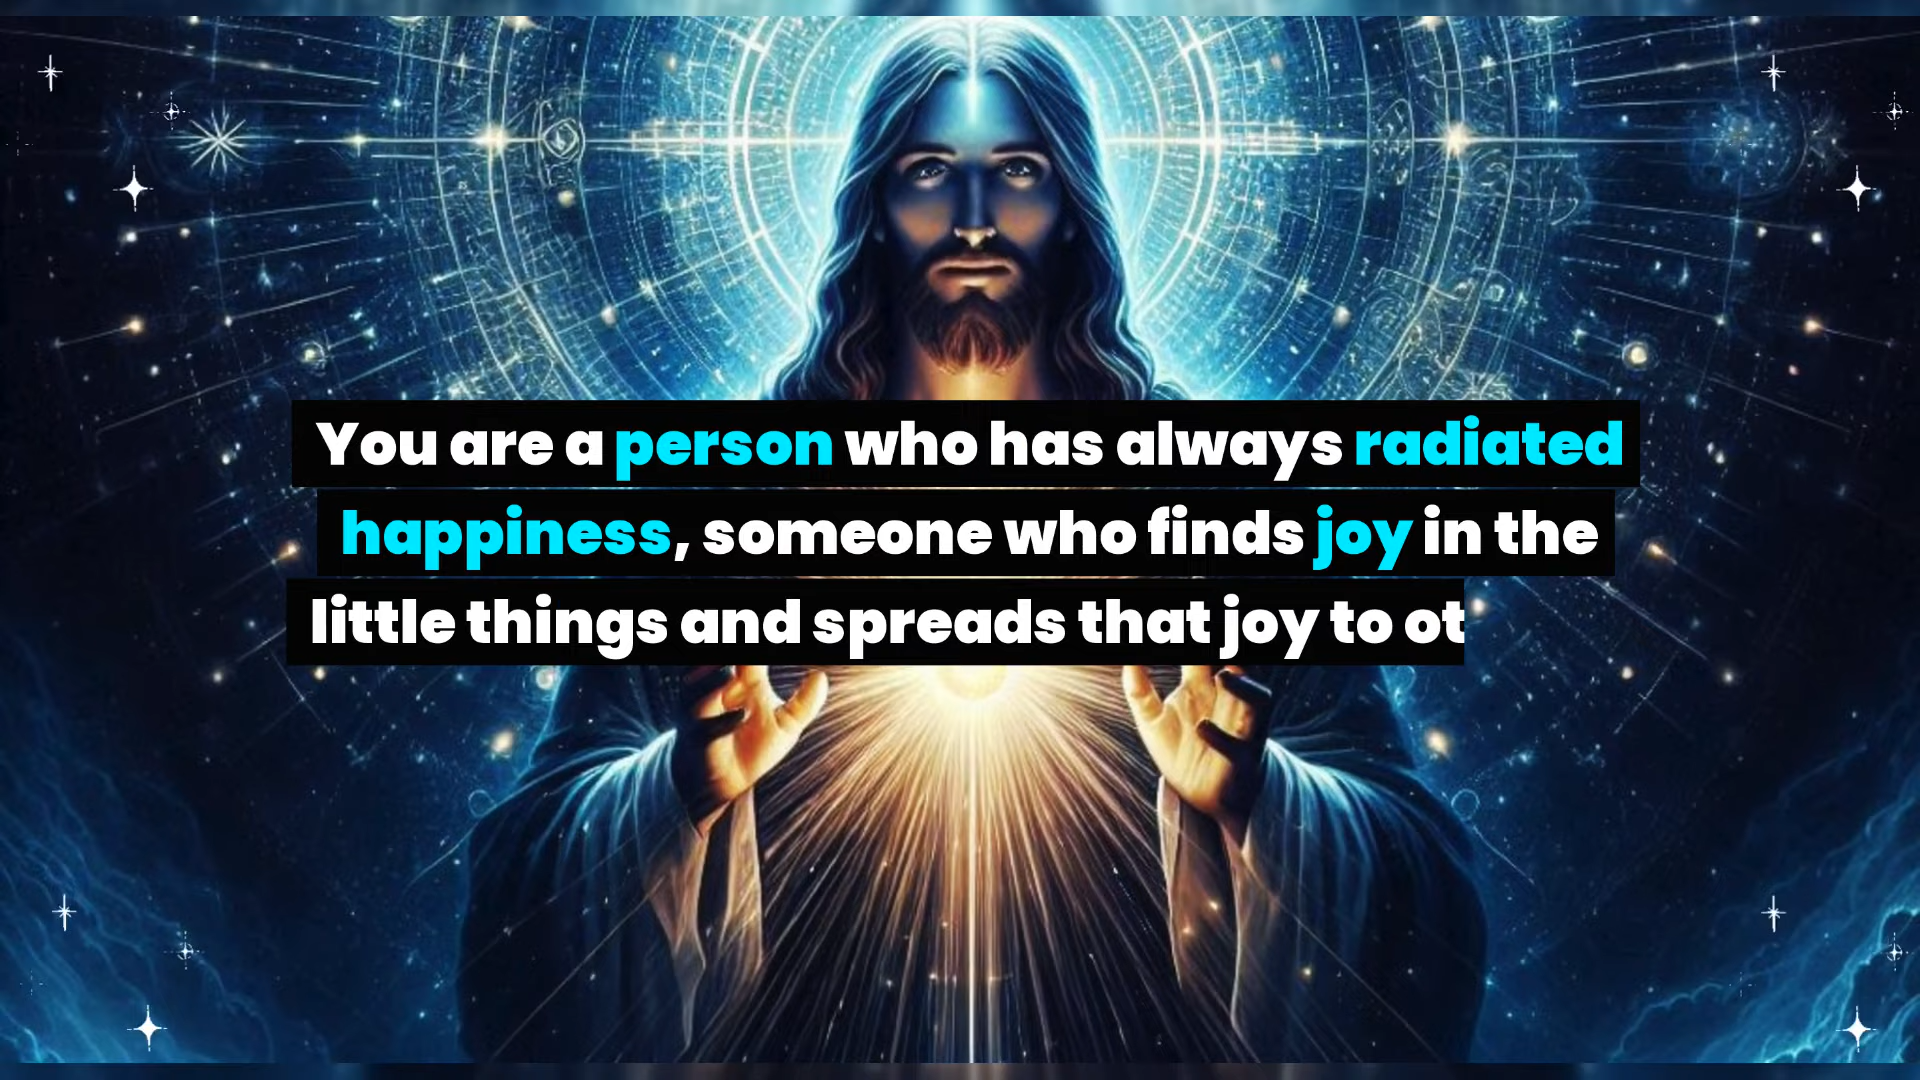 You are a person who has always radiated
happiness, someone who finds joy in the
little things and spreads that joy to ot